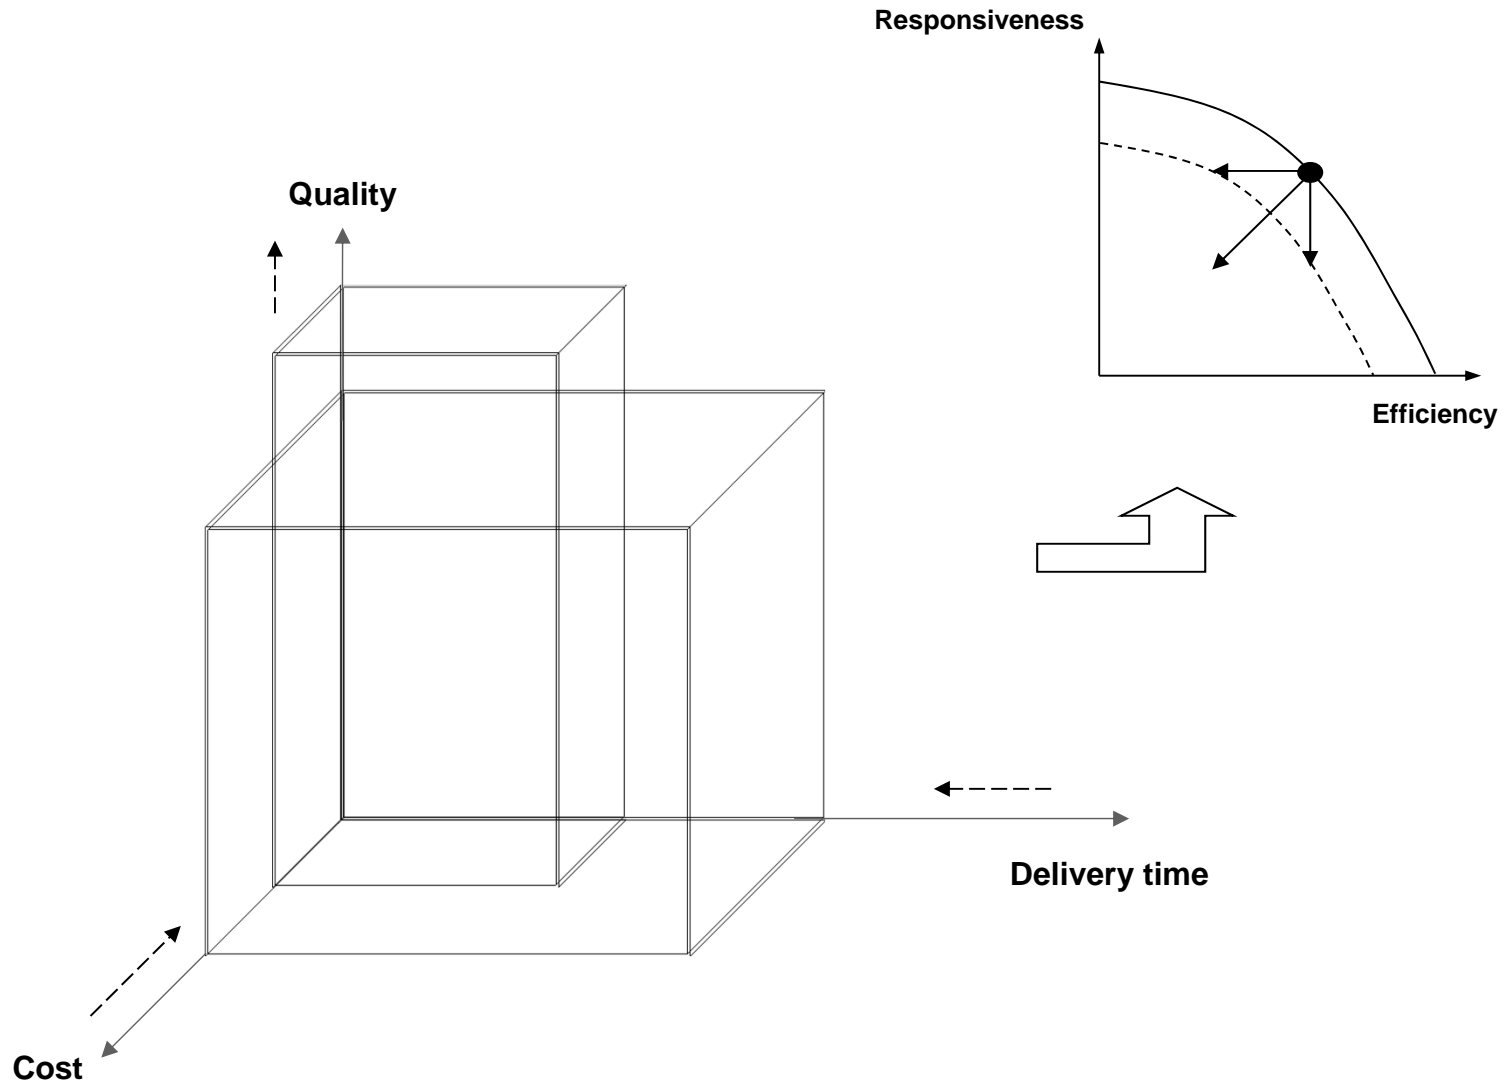 Responsiveness
Quality
Efficiency
Delivery time
Cost